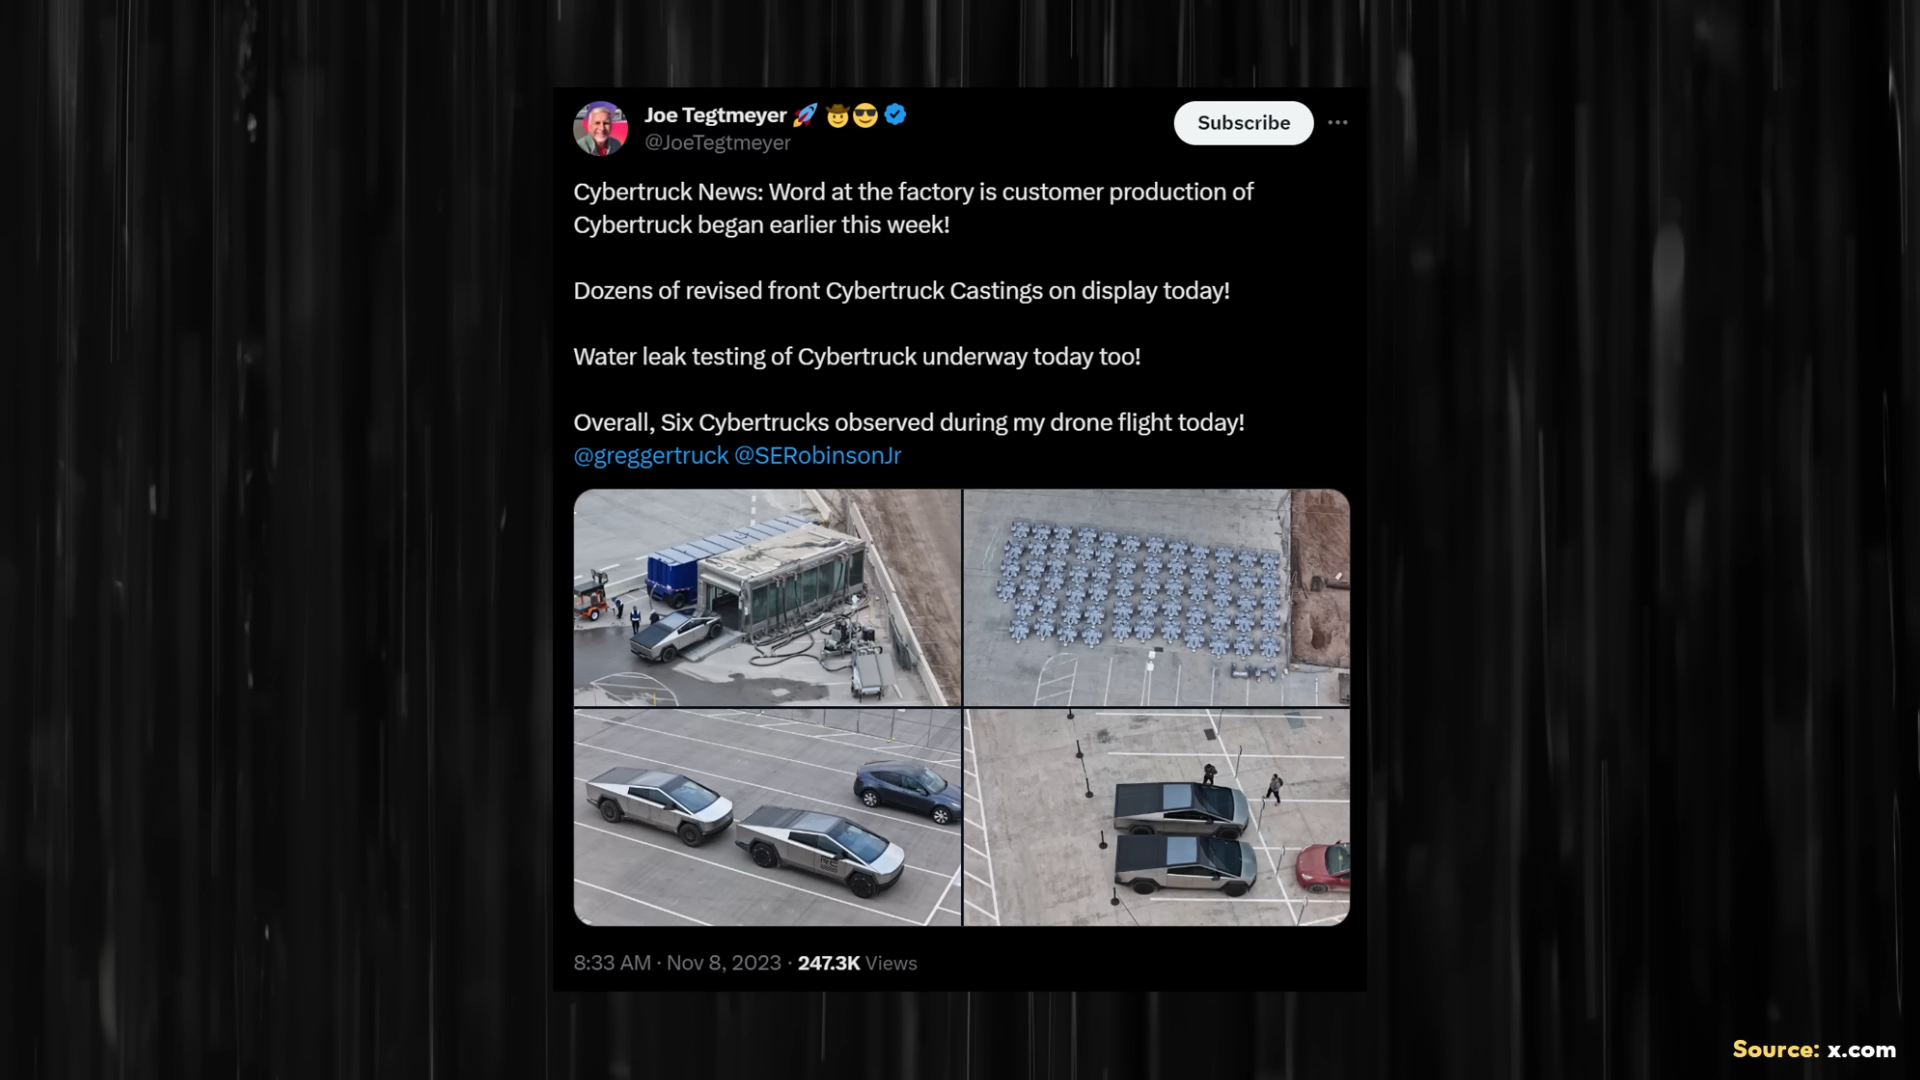 Joe Tegtmeyer 🚀 🤠😎
@JoeTegtmeyer
Subscribe
Cybertruck News: Word at the factory is customer production of
Cybertruck began earlier this week!
Dozens of revised front Cybertruck Castings on display today!
Water leak testing of Cybertruck underway today too!
Overall, Six Cybertrucks observed during my drone flight today!
@greggertruck @SERobinsonJr
8:33 AM · Nov 8, 2023 · 247.3K Views
Source: x.com